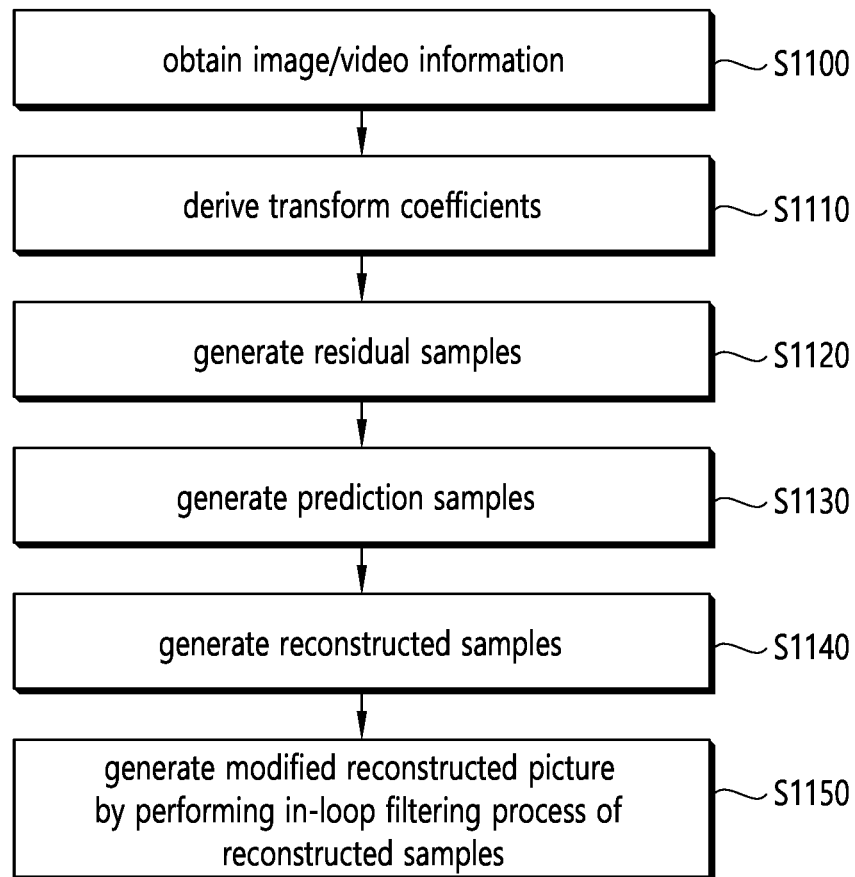 obtain image/video information
S1100
derive transform coefficients
S1110
generate residual samples
S1120
generate prediction samples
S1130
generate reconstructed samples
S1140
generate modified reconstructed picture
by performing in-loop filtering process of
reconstructed samples
S1150